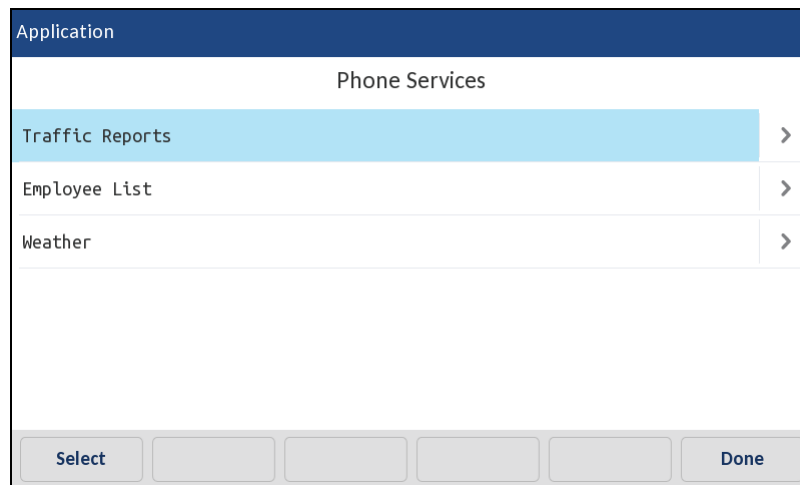 Application
Phone Services
Traffic Reports
Employee List
Weather
Select
Done